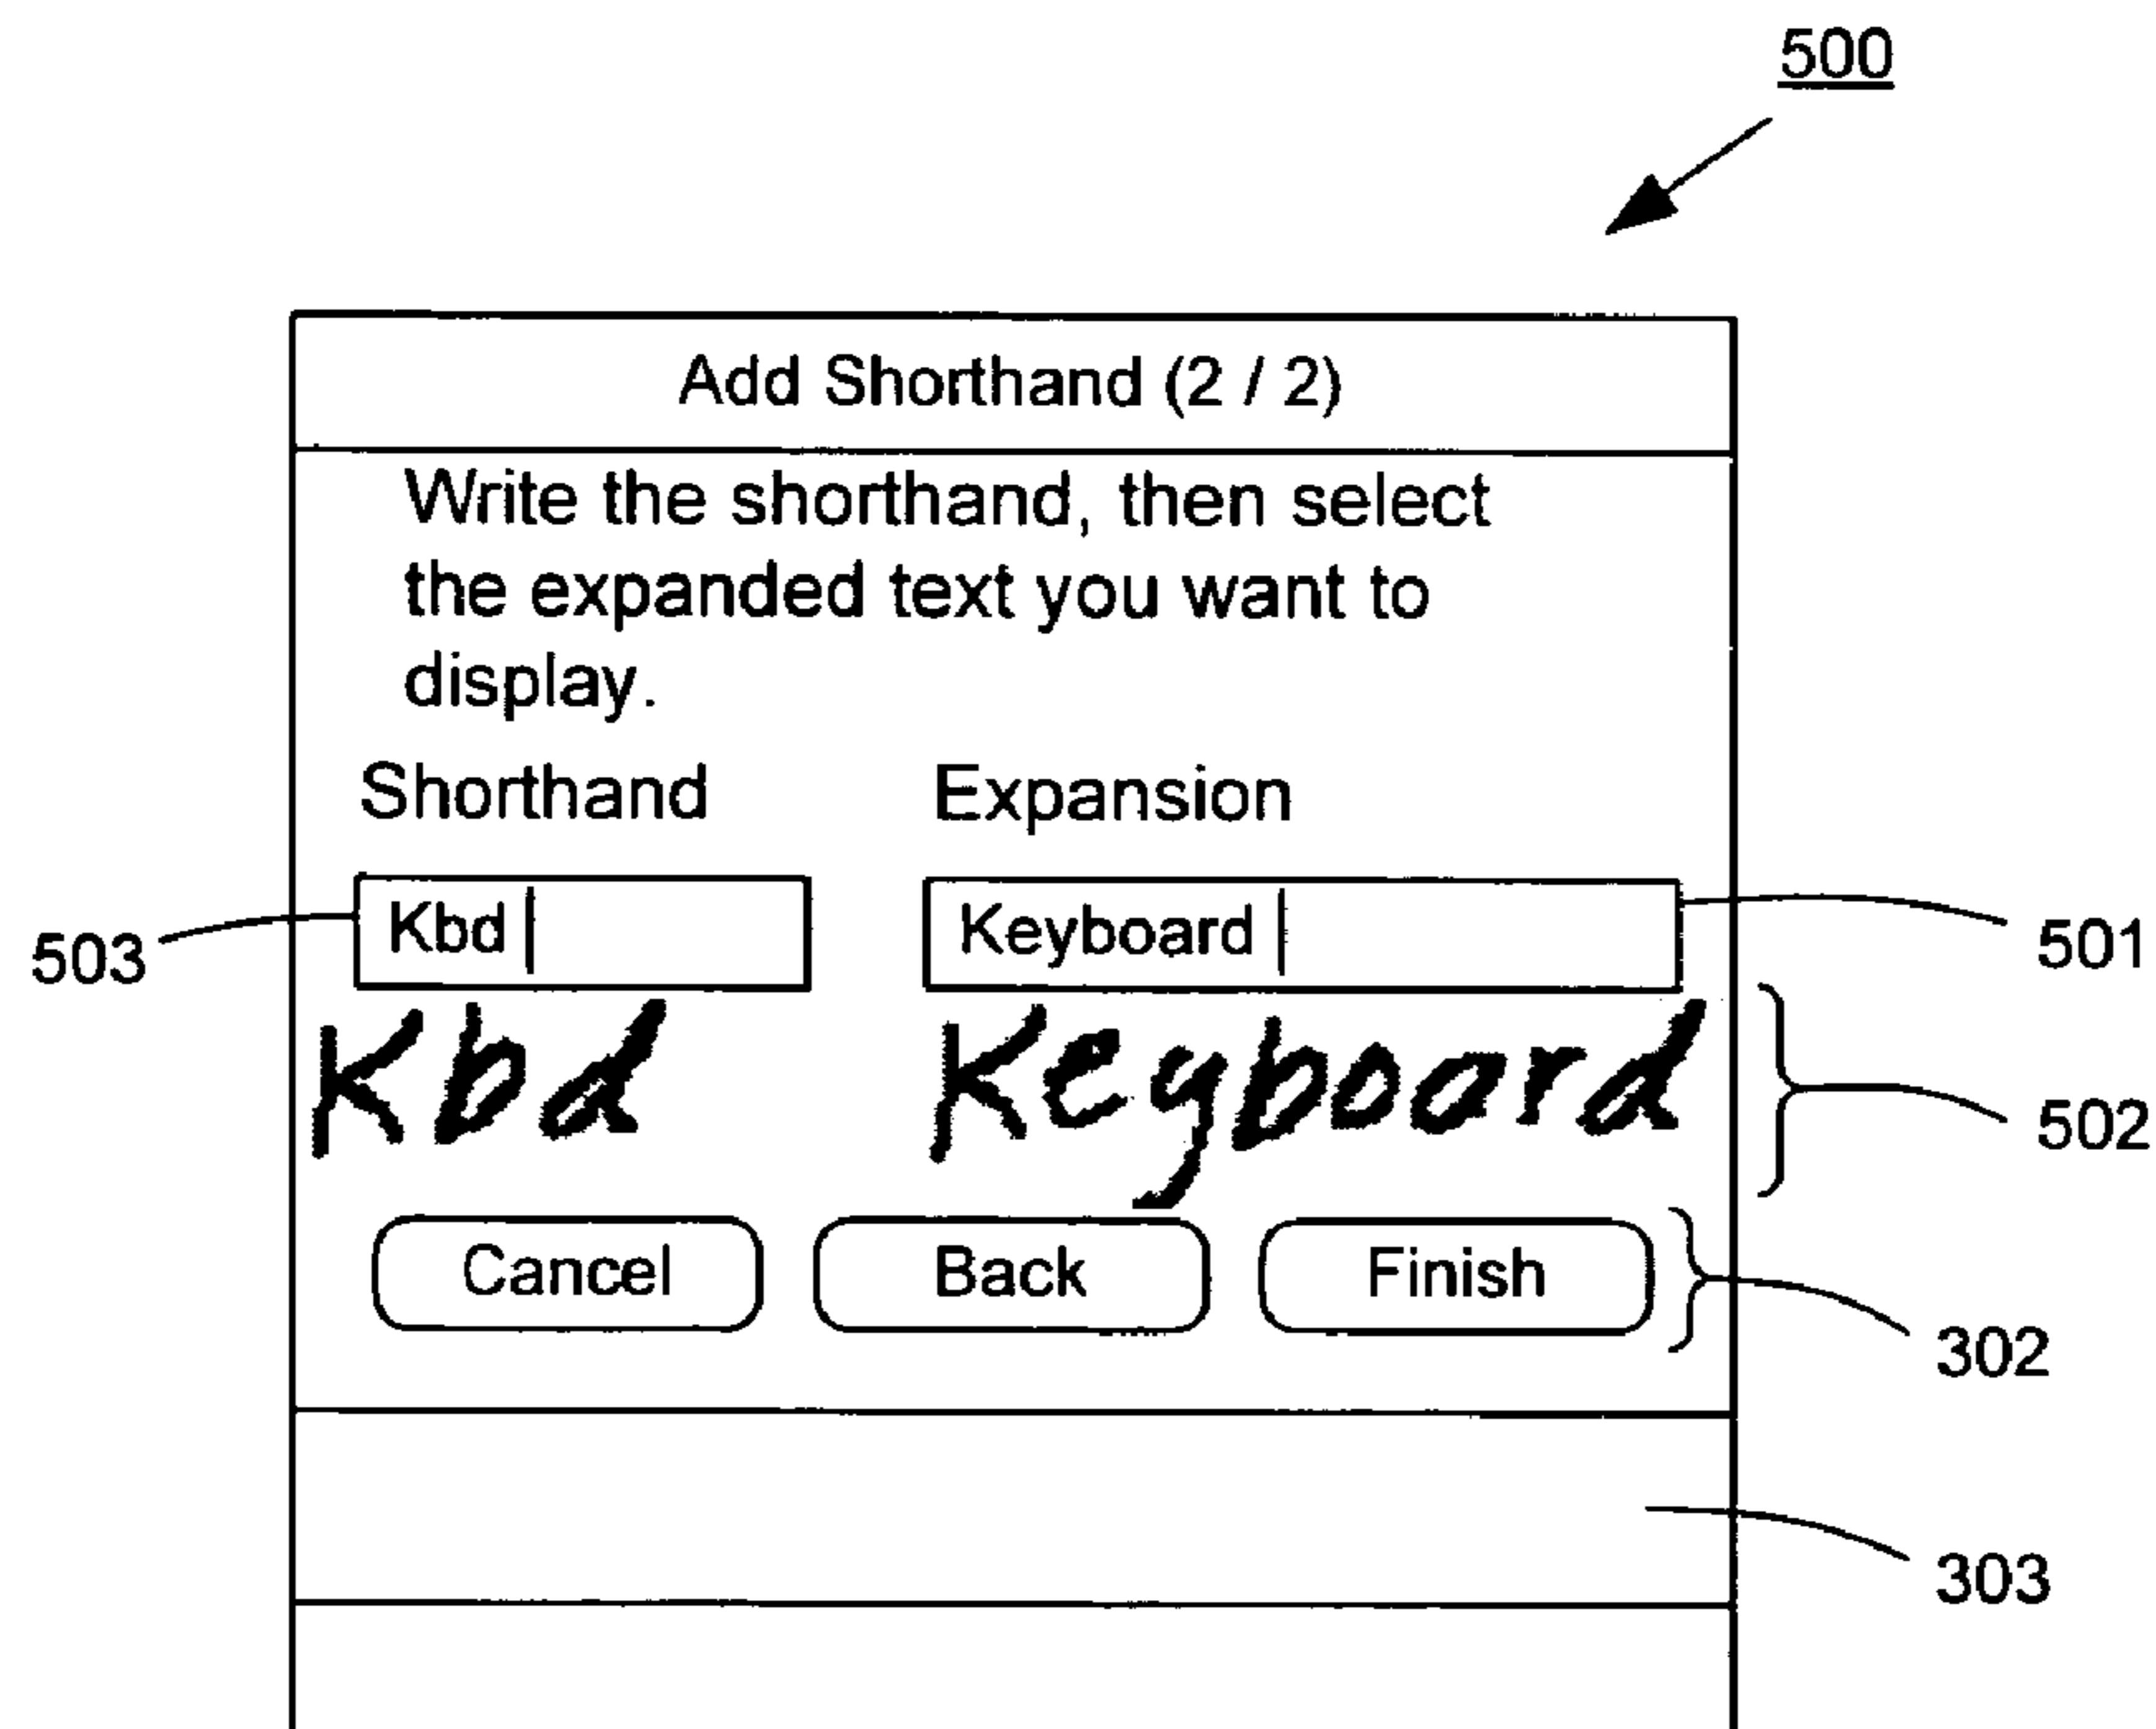 500
Add Shorthand (2 / 2)
Write the shorthand, then select
the expanded text you want to
display.
Shorthand Expansion
503 Kbd Keyboard 501
Kbd Keyboard 502
Cancel Back Finish
302
303